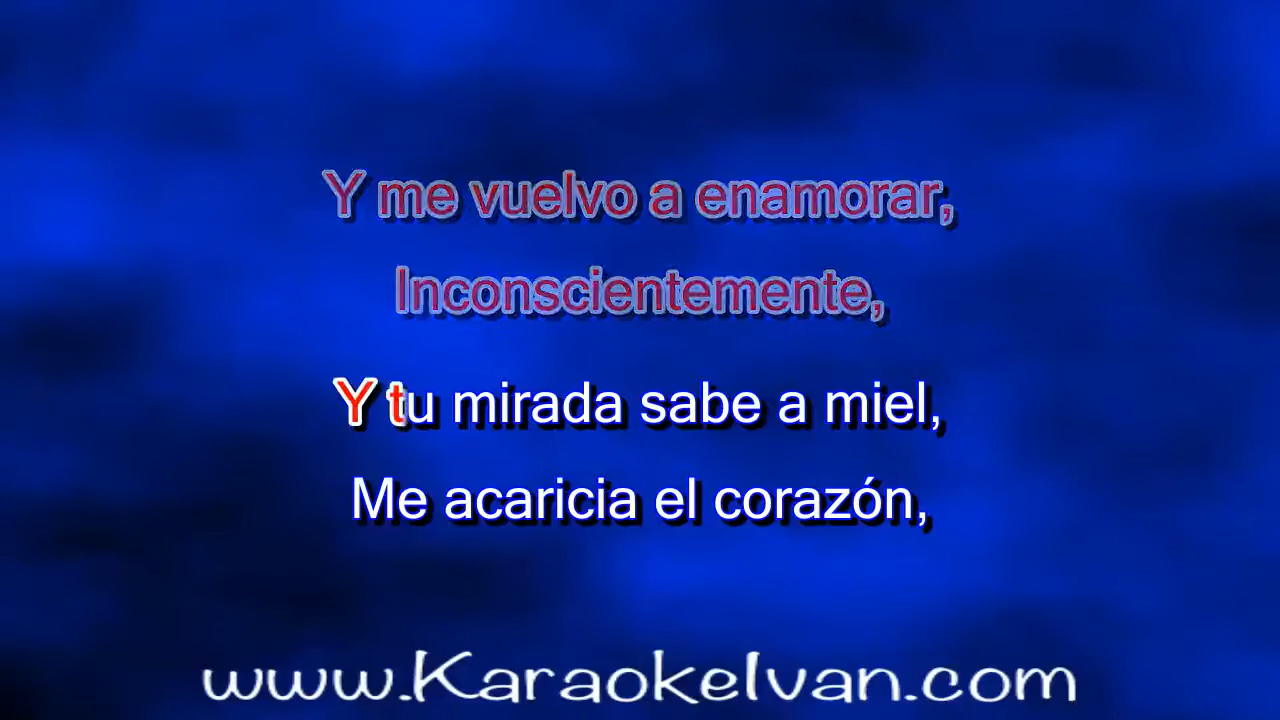 Y me vuelvo a enamorar,
Inconscientemente,
Y tu mirada sabe a miel,
Me acaricia el corazón,
www.KaraokeIvan.com